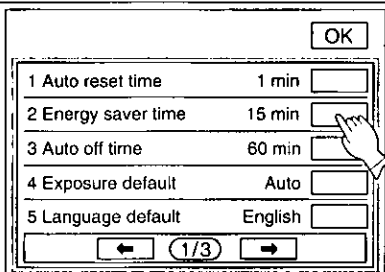 OK
1 Auto reset time 1 min
2 Energy saver time 15 min
3 Auto off time 60 min
4 Exposure default Auto
5 Language default English
← 1/3 →